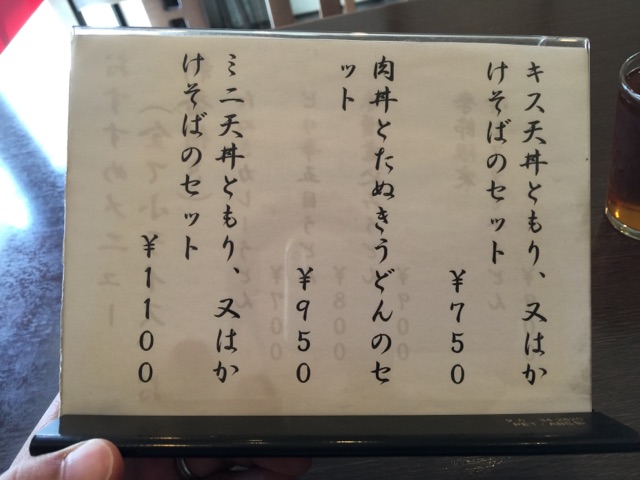 キス天丼ともり、又はか
けそばのセット
¥750
肉丼とたぬきうどんのセ
ット
¥950
ミニ天丼ともり、又はか
けそばのセット
¥1100